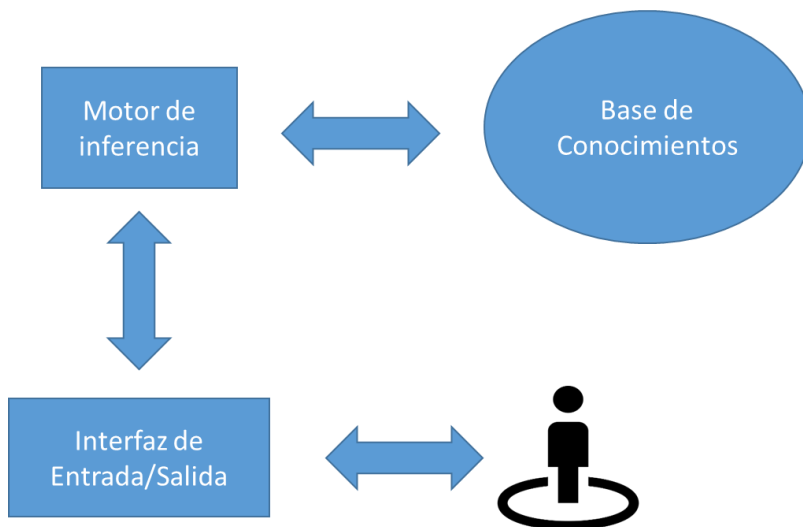 Motor de
inferencia
Base de
Conocimientos
Interfaz de
Entrada/Salida